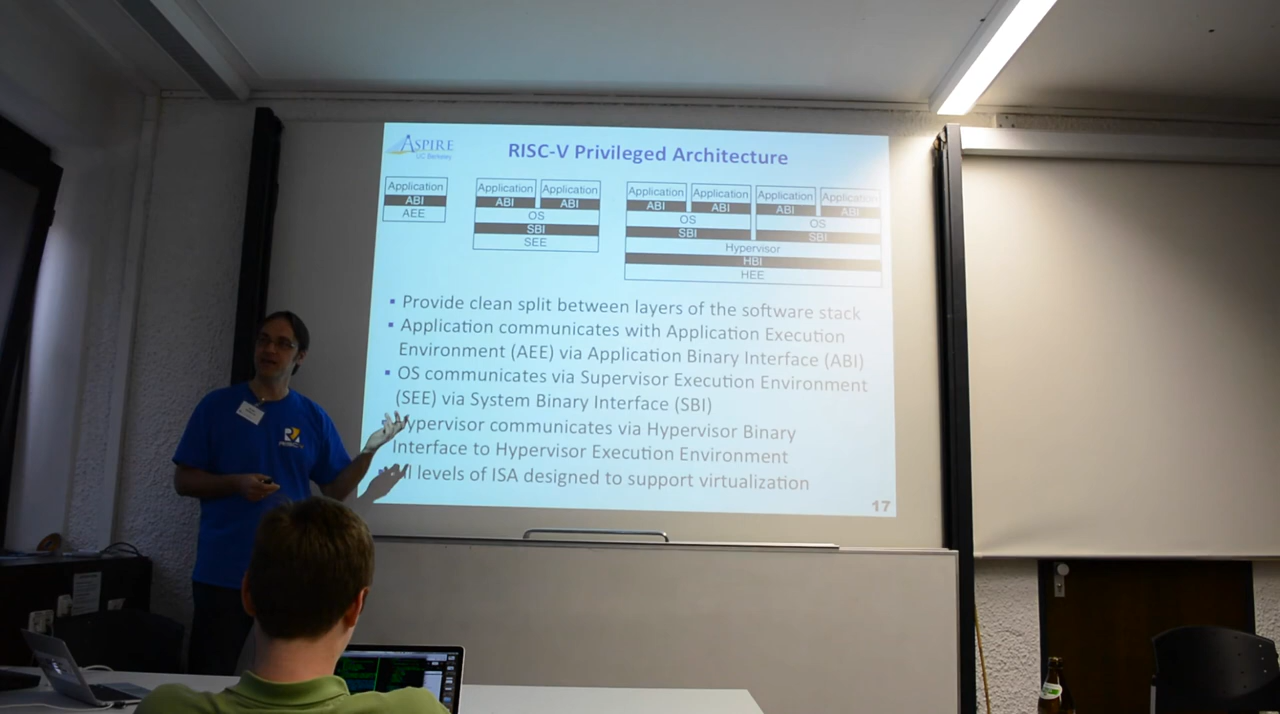 ASPIRE
UC Berkeley
RISC-V Privileged Architecture
Application
ABI
AEE
Application Application
ABI ABI
OS
SBI
SEE
Application Application Application Application
ABI ABI ABI ABI
OS OS
SBI SBI
Hypervisor
HBI
HEE
▪ Provide clean split between layers of the software stack
▪ Application communicates with Application Execution
Environment (AEE) via Application Binary Interface (ABI)
▪ OS communicates via Supervisor Execution Environment
(SEE) via System Binary Interface (SBI)
Hypervisor communicates via Hypervisor Binary
Interface to Hypervisor Execution Environment
All levels of ISA designed to support virtualization
17